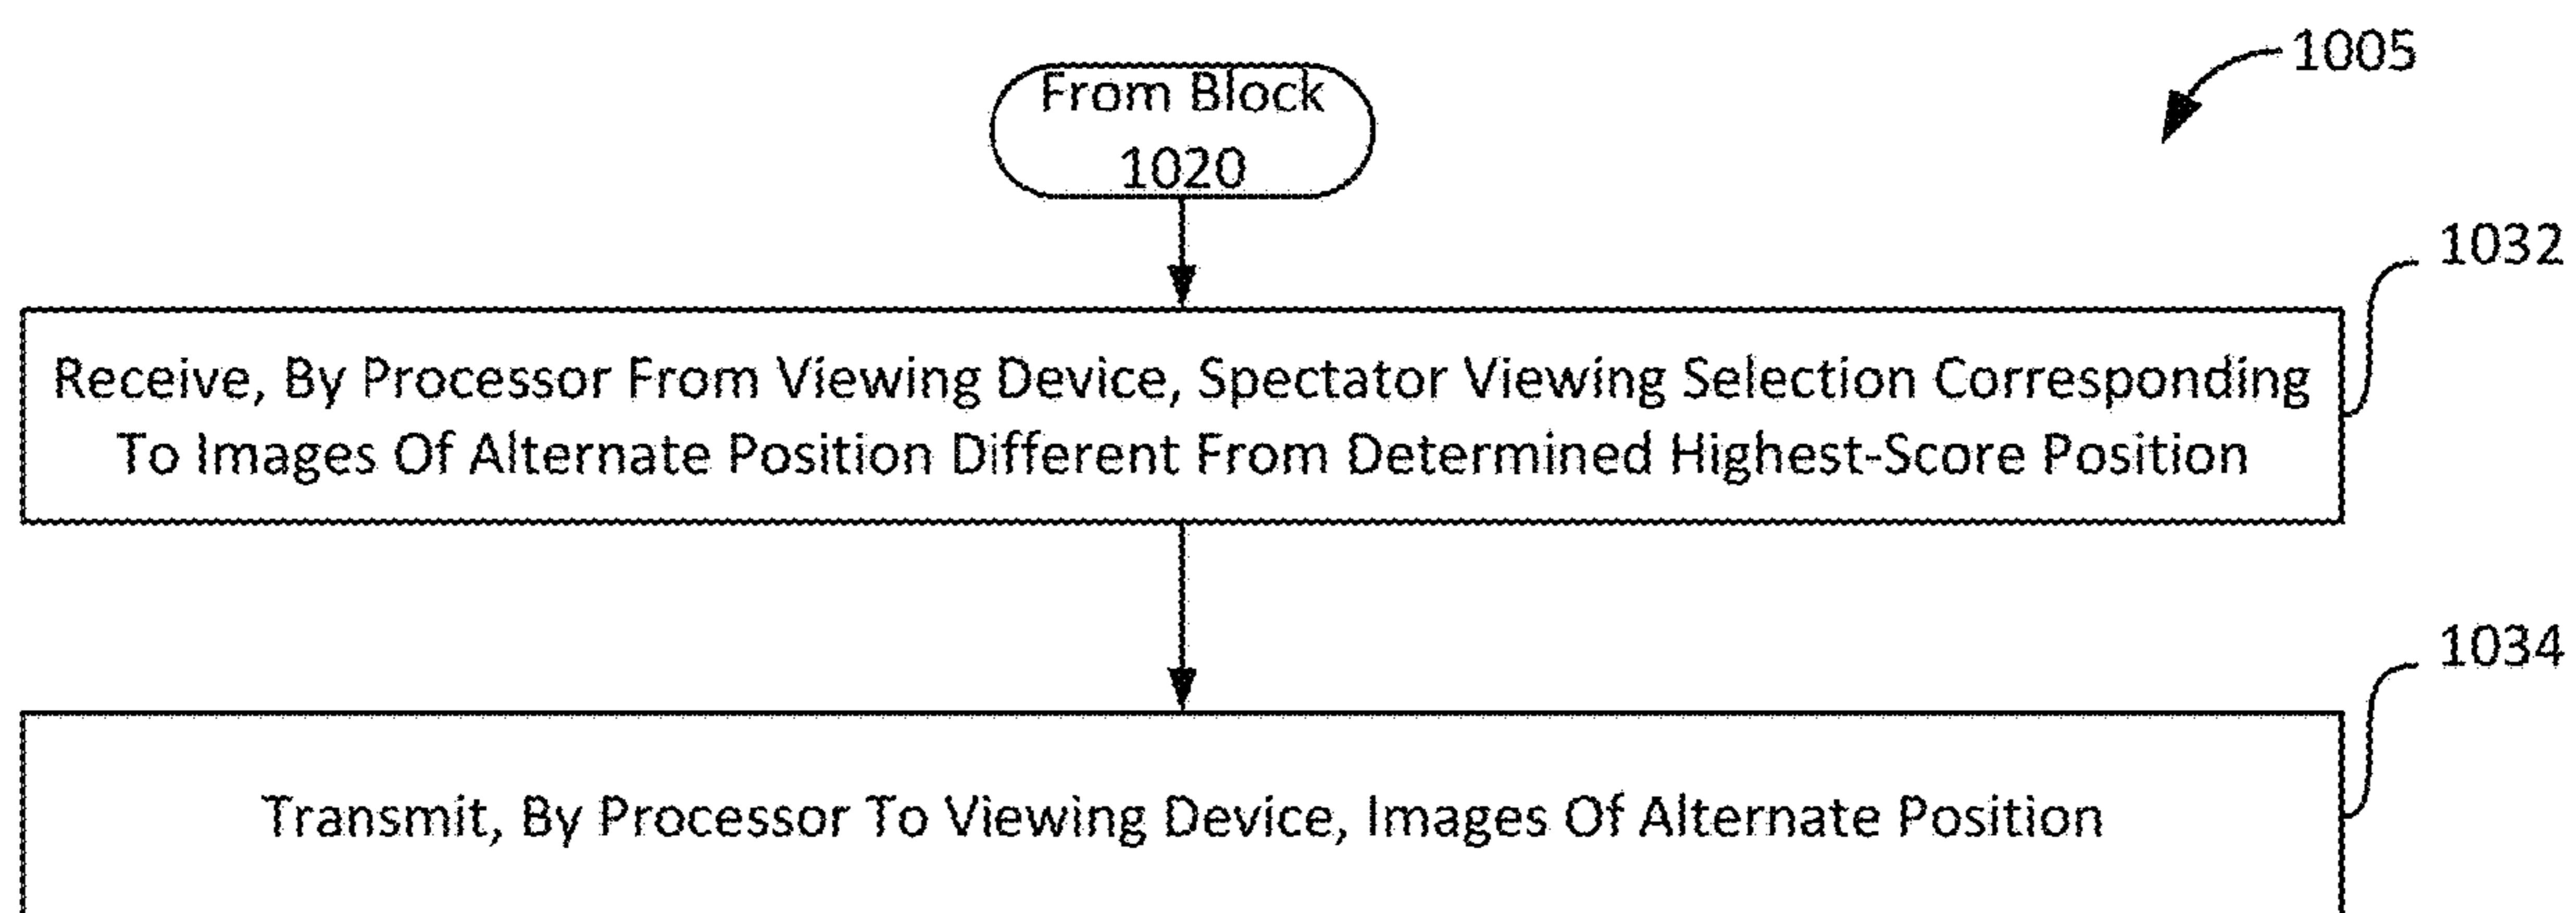 1005
From Block
1020
1032
Receive, By Processor From Viewing Device, Spectator Viewing Selection Corresponding
To Images Of Alternate Position Different From Determined Highest-Score Position
1034
Transmit, By Processor To Viewing Device, Images Of Alternate Position